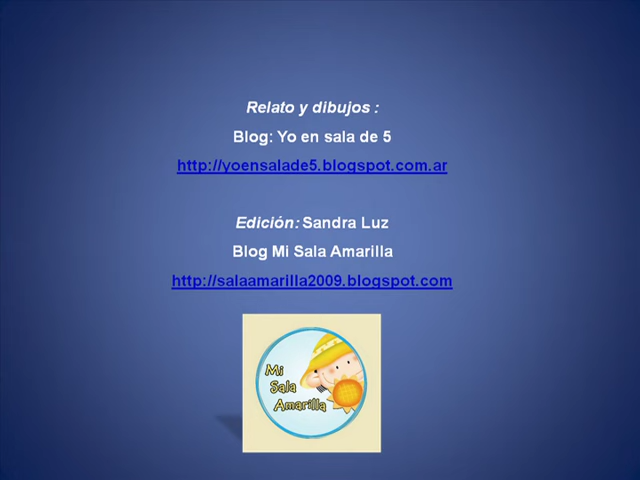 Relato y dibujos :
Blog: Yo en sala de 5
http://yoensalade5.blogspot.com.ar
Edición: Sandra Luz
Blog Mi Sala Amarilla
http://salaamarilla2009.blogspot.com
Mi
Sala
Amarilla